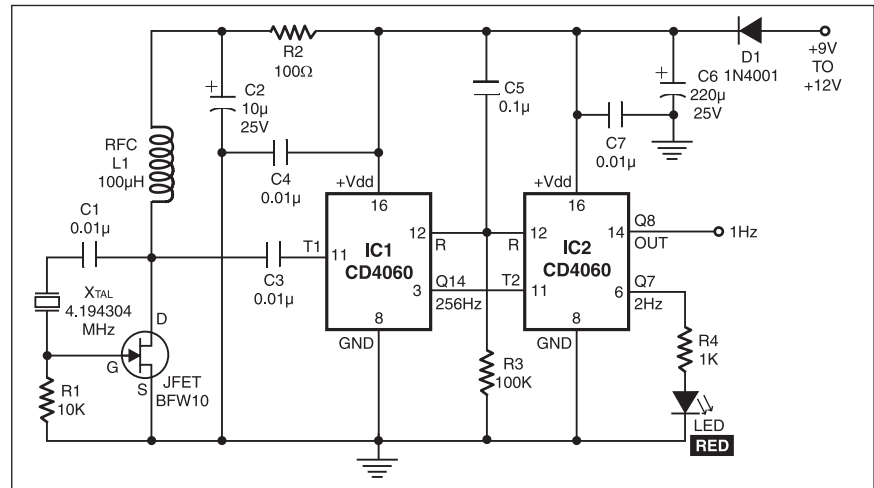 R2
100Ω
D1
1N4001
+9V
TO
+12V
C2
10μ
25V
+
C5
0.1μ
+
C6
220μ
25V
C7
0.01μ
RFC
L1
100μH
C4
0.01μ
+Vdd
16
+Vdd
16
C1
0.01μ
C3
0.01μ
T1
11
IC1
CD4060
12
R
3
Q14
256Hz
8
GND
R
12
T2
11
IC2
CD4060
14
Q8
OUT
1Hz
6
Q7
2Hz
8
GND
XTAL
4.194304
MHz
D
G
S
JFET
BFW10
R1
10K
R3
100K
R4
1K
LED
RED